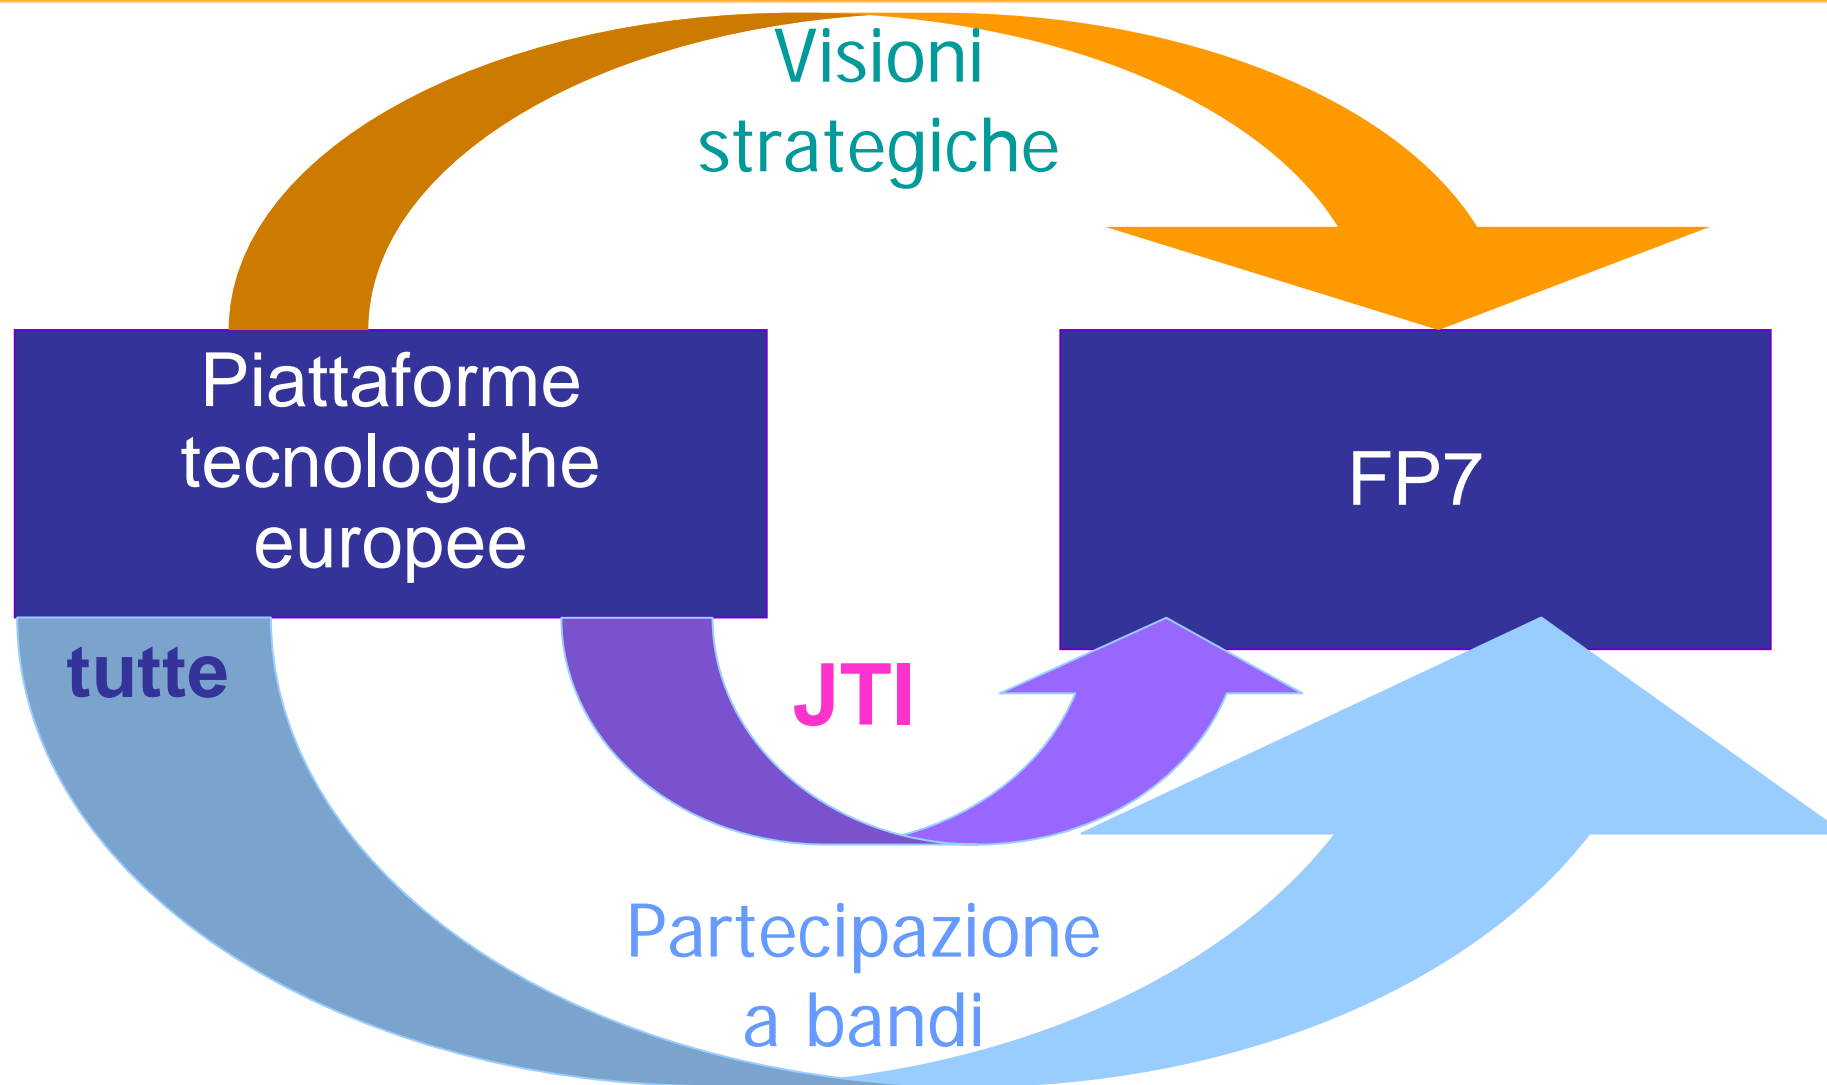 Visioni
strategiche
Piattaforme
tecnologiche
europee
FP7
tutte
JTI
Partecipazione
a bandi